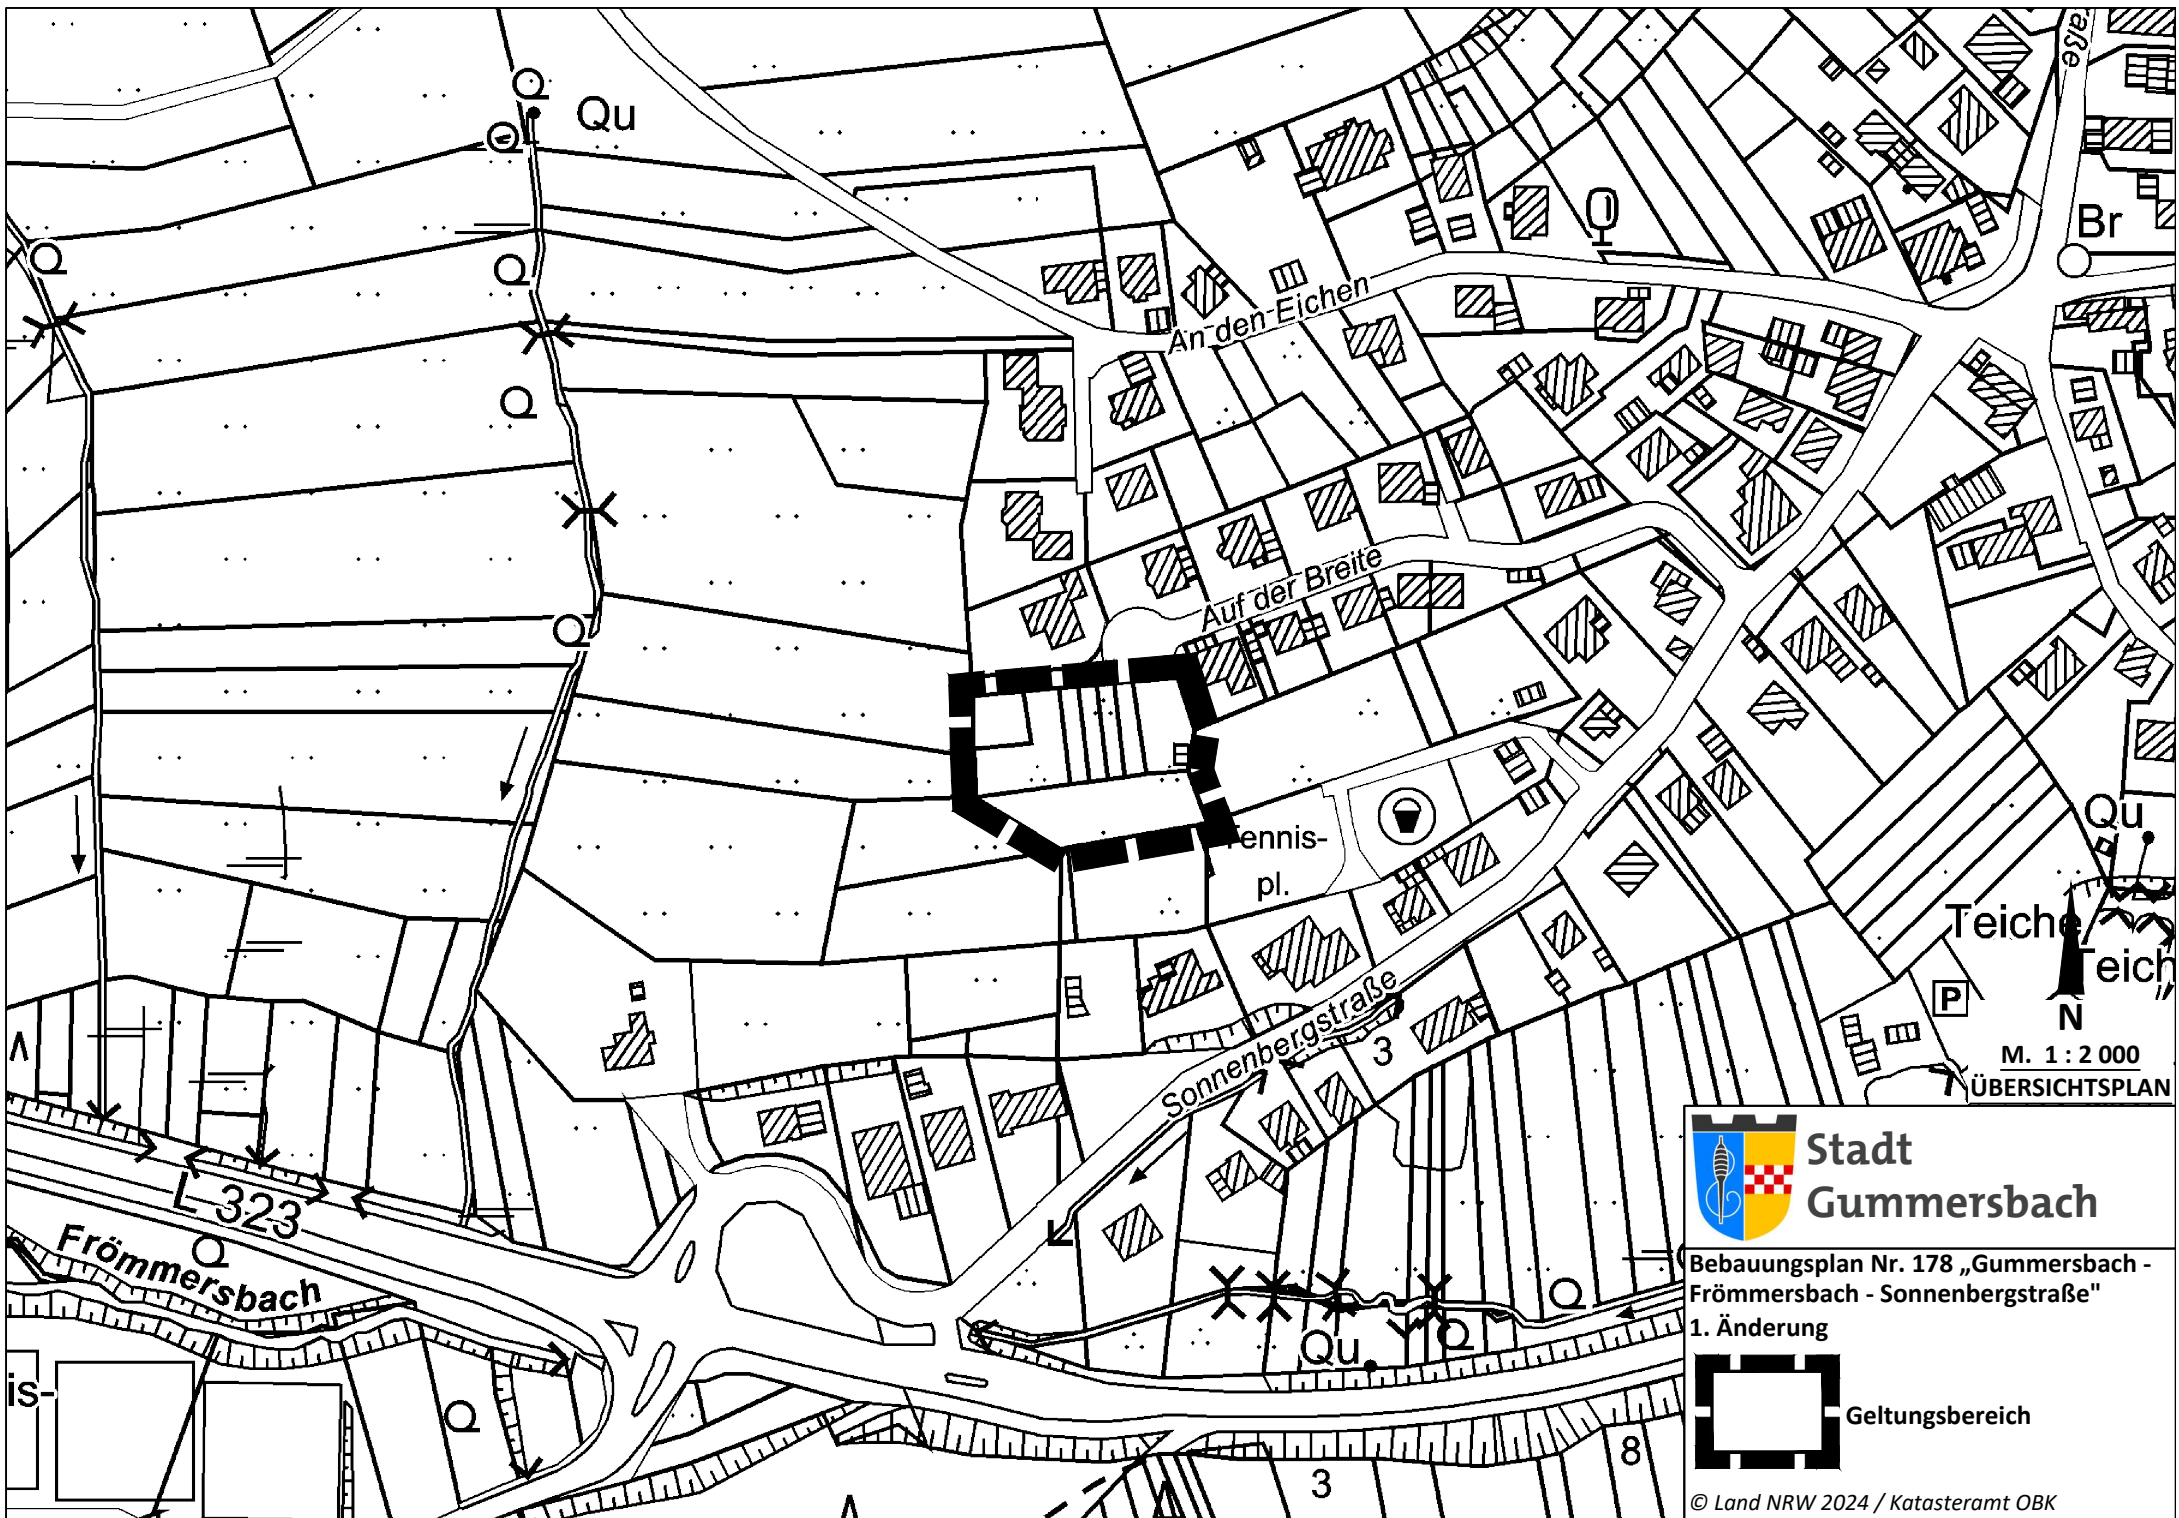 raße
Qu
Br
An den Eichen
Auf der Breite
Tennis-
pl.
Qu
Teiche
Teich
P
N
M. 1 : 2 000
ÜBERSICHTSPLAN
Sonnenbergstraße
3
L 323
Frömmersbach
Qu
is-
3
8
Stadt
Gummersbach
Bebauungsplan Nr. 178 „Gummersbach -
Frömmersbach - Sonnenbergstraße"
1. Änderung
Geltungsbereich
© Land NRW 2024 / Katasteramt OBK